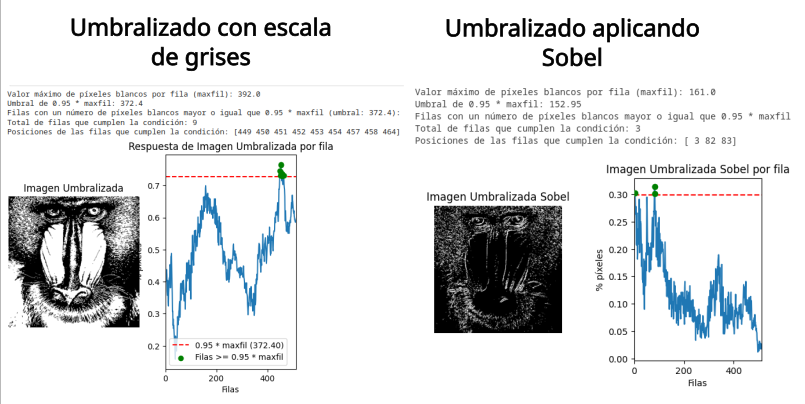 Umbralizado con escala
de grises
Valor máximo de píxeles blancos por fila (maxfil): 392.0
Umbral de 0.95 * maxfil: 372.4
Filas con un número de píxeles blancos mayor o igual que 0.95 * maxfil (umbral: 372.4):
Total de filas que cumplen la condición: 9
Posiciones de las filas que cumplen la condición: [449 450 451 452 453 454 457 458 464]
Respuesta de Imagen Umbralizada por fila
Imagen Umbralizada
0.7
0.6
0.5
0.4
0.3
0.2
0.95 * maxfil (372.40)
Filas >= 0.95 * maxfil
0 200 400
Filas
Umbralizado aplicando
Sobel
Valor máximo de píxeles blancos por fila (maxfil): 161.0
Umbral de 0.95 * maxfil: 152.95
Filas con un número de píxeles blancos mayor o igual que 0.95 * maxfil
Total de filas que cumplen la condición: 3
Posiciones de las filas que cumplen la condición: [ 3 82 83]
Imagen Umbralizada Sobel por fila
Imagen Umbralizada Sobel
% píxeles
0.30
0.25
0.20
0.15
0.10
0.05
0.00
0 200 400
Filas